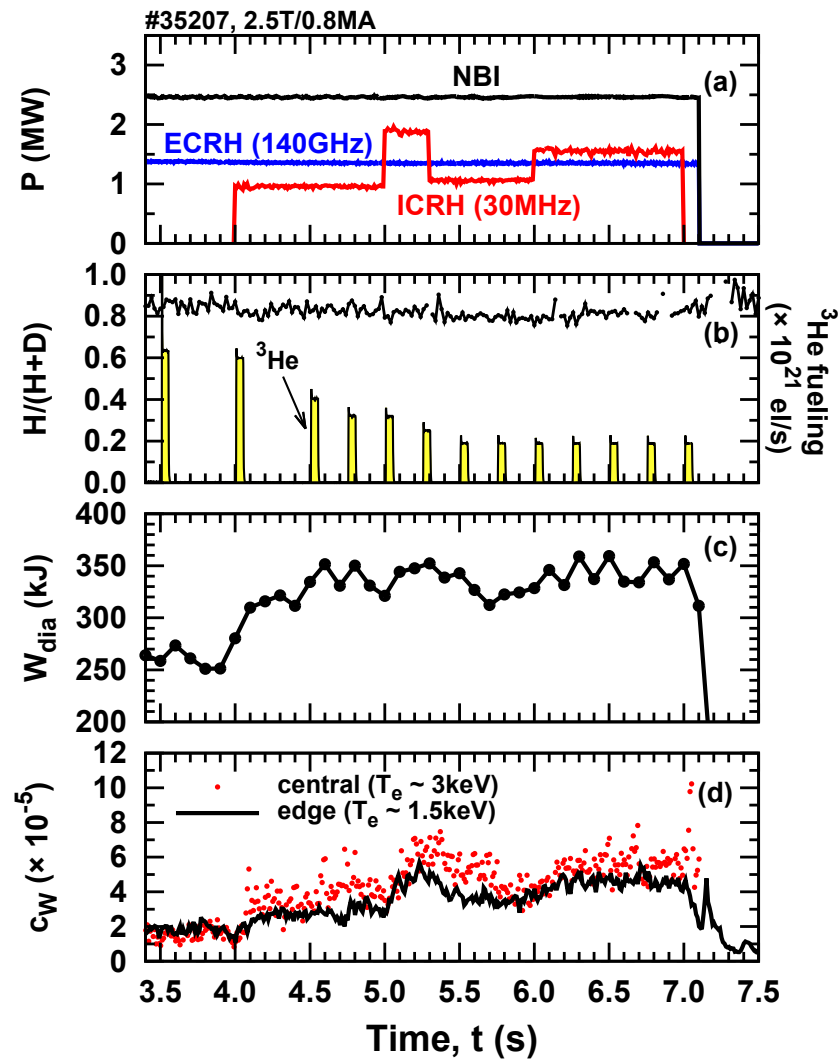 #35207, 2.5T/0.8MA
3
2
1
0
P (MW)
NBI
(a)
ECRH (140GHz)
ICRH (30MHz)
1.0
0.8
0.6
0.4
0.2
0.0
H/(H+D)
(b)
³He
³He fueling
(× 10²¹ el/s)
400
350
300
250
200
W_dia (kJ)
(c)
12
10
8
6
4
2
0
c_W (× 10⁻⁵)
central (T_e ~ 3keV)
edge (T_e ~ 1.5keV)
(d)
3.5 4.0 4.5 5.0 5.5 6.0 6.5 7.0 7.5
Time, t (s)